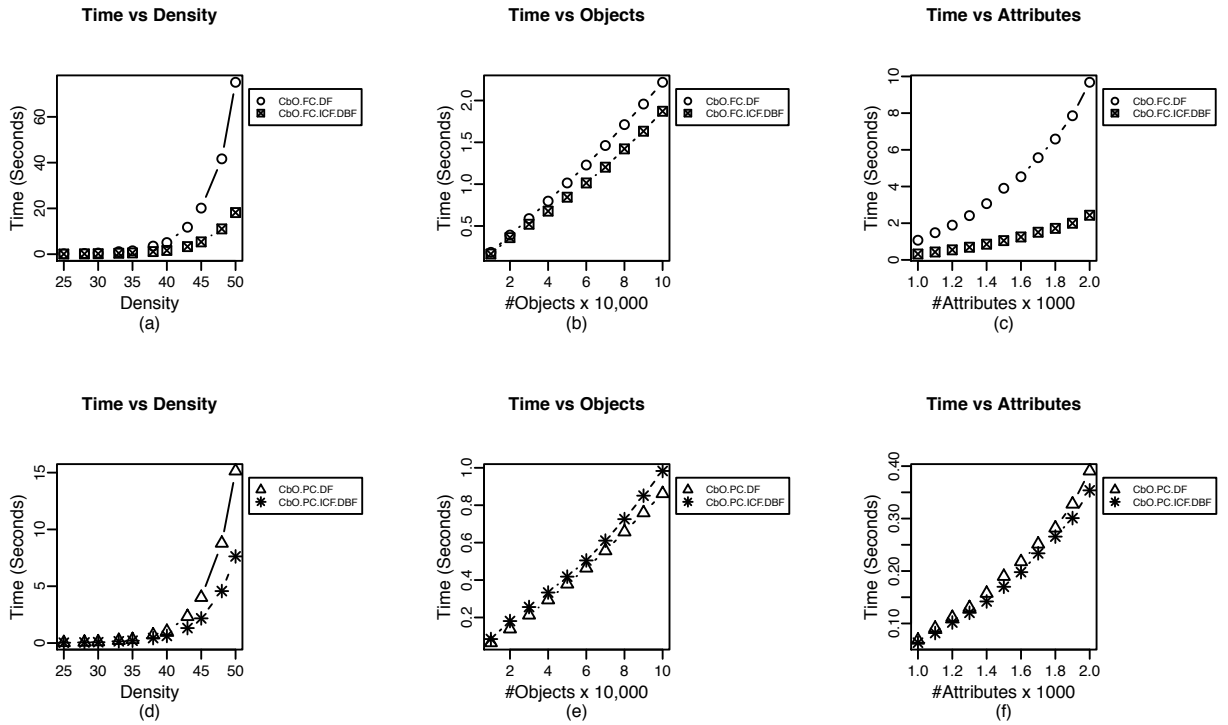 Time vs Density
Time (Seconds)
0 20 40 60
25 30 35 40 45 50
Density
(a)
CbO.FC.DF
CbO.FC.ICF.DBF
Time vs Objects
Time (Seconds)
0.5 1.0 1.5 2.0
2 4 6 8 10
#Objects x 10,000
(b)
CbO.FC.DF
CbO.FC.ICF.DBF
Time vs Attributes
Time (Seconds)
0 2 4 6 8 10
1.0 1.2 1.4 1.6 1.8 2.0
#Attributes x 1000
(c)
CbO.FC.DF
CbO.FC.ICF.DBF
Time vs Density
Time (Seconds)
0 5 10 15
25 30 35 40 45 50
Density
(d)
CbO.PC.DF
CbO.PC.ICF.DBF
Time vs Objects
Time (Seconds)
0.2 0.4 0.6 0.8 1.0
2 4 6 8 10
#Objects x 10,000
(e)
CbO.PC.DF
CbO.PC.ICF.DBF
Time vs Attributes
Time (Seconds)
0.10 0.20 0.30 0.40
1.0 1.2 1.4 1.6 1.8 2.0
#Attributes x 1000
(f)
CbO.PC.DF
CbO.PC.ICF.DBF